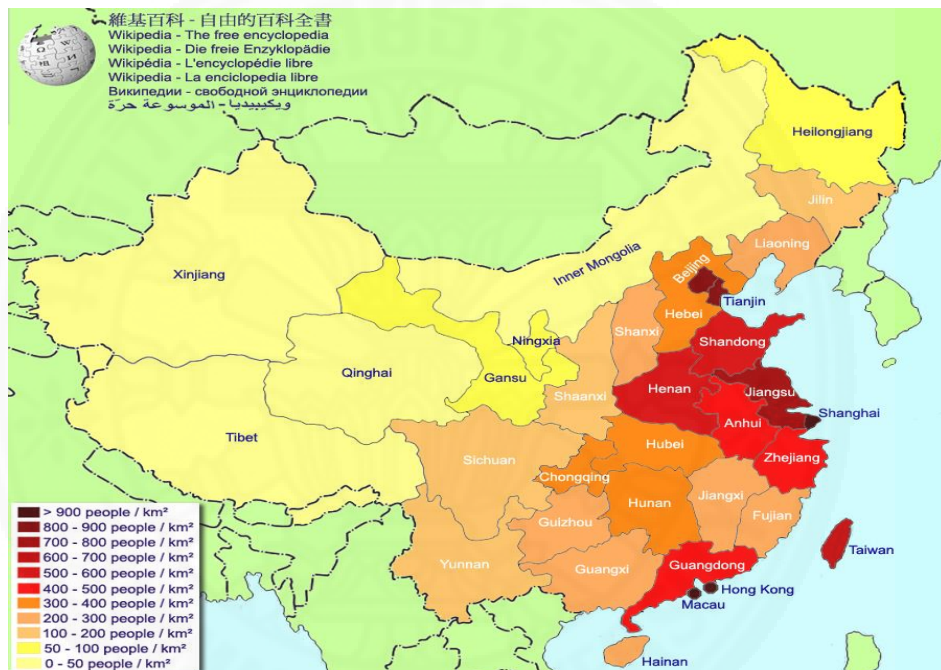 維基百科 - 自由的百科全書
Wikipedia - The free encyclopedia
Wikipedia - Die freie Enzyklopädie
Wikipédia - L'encyclopédie libre
Wikipedia - La enciclopedia libre
Википедии - свободной энциклопедии
ويكيبيديا - الموسوعة حرّة
Heilongjiang
Jilin
Liaoning
Inner Mongolia
Xinjiang
Beijing
Tianjin
Hebei
Shanxi
Ningxia
Shandong
Qinghai
Gansu
Henan
Jiangsu
Shaanxi
Shanghai
Anhui
Tibet
Hubei
Zhejiang
Sichuan
Chongqing
Hunan
Jiangxi
Fujian
Guizhou
Taiwan
Yunnan
Guangxi
Guangdong
Hong Kong
Macau
Hainan
> 900 people / km²
800 - 900 people / km²
700 - 800 people / km²
600 - 700 people / km²
500 - 600 people / km²
400 - 500 people / km²
300 - 400 people / km²
200 - 300 people / km²
100 - 200 people / km²
50 - 100 people / km²
0 - 50 people / km²